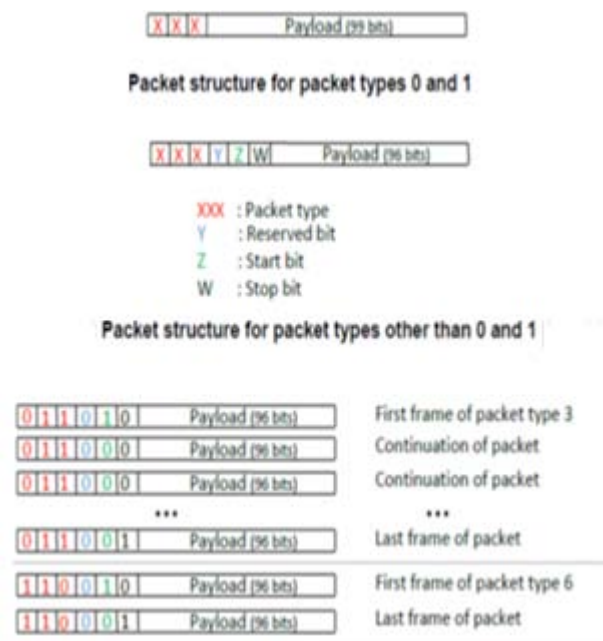 X X X Payload (99 bits)
Packet structure for packet types 0 and 1
X X X Y Z W Payload (96 bits)
XXX : Packet type
Y : Reserved bit
Z : Start bit
W : Stop bit
Packet structure for packet types other than 0 and 1
0 1 1 0 1 0 Payload (96 bits) First frame of packet type 3
0 1 1 0 0 0 Payload (96 bits) Continuation of packet
0 1 1 0 0 0 Payload (96 bits) Continuation of packet
... ...
0 1 1 0 0 1 Payload (96 bits) Last frame of packet
1 1 0 0 1 0 Payload (96 bits) First frame of packet type 6
1 1 0 0 0 1 Payload (96 bits) Last frame of packet